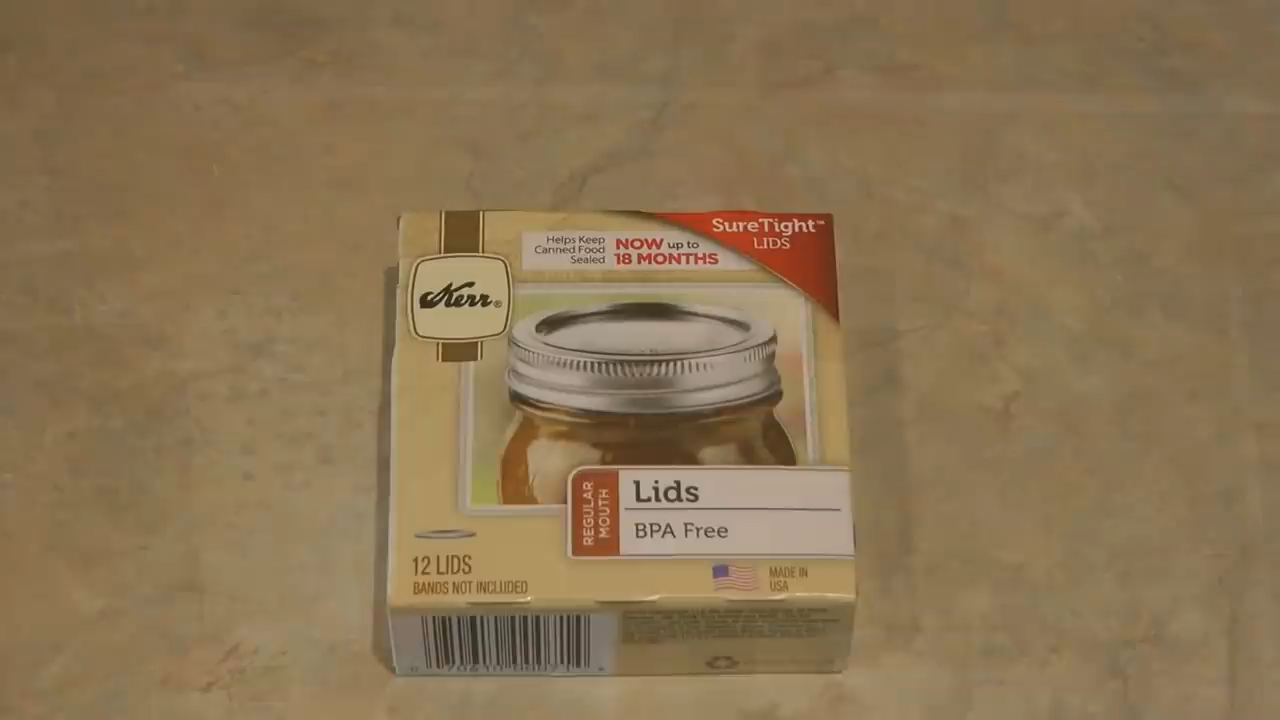 SureTight™
LIDS
Helps Keep
Canned Food
Sealed
NOW up to
18 MONTHS
Kerr®
REGULAR
MOUTH
Lids
BPA Free
12 LIDS
BANDS NOT INCLUDED
MADE IN
USA